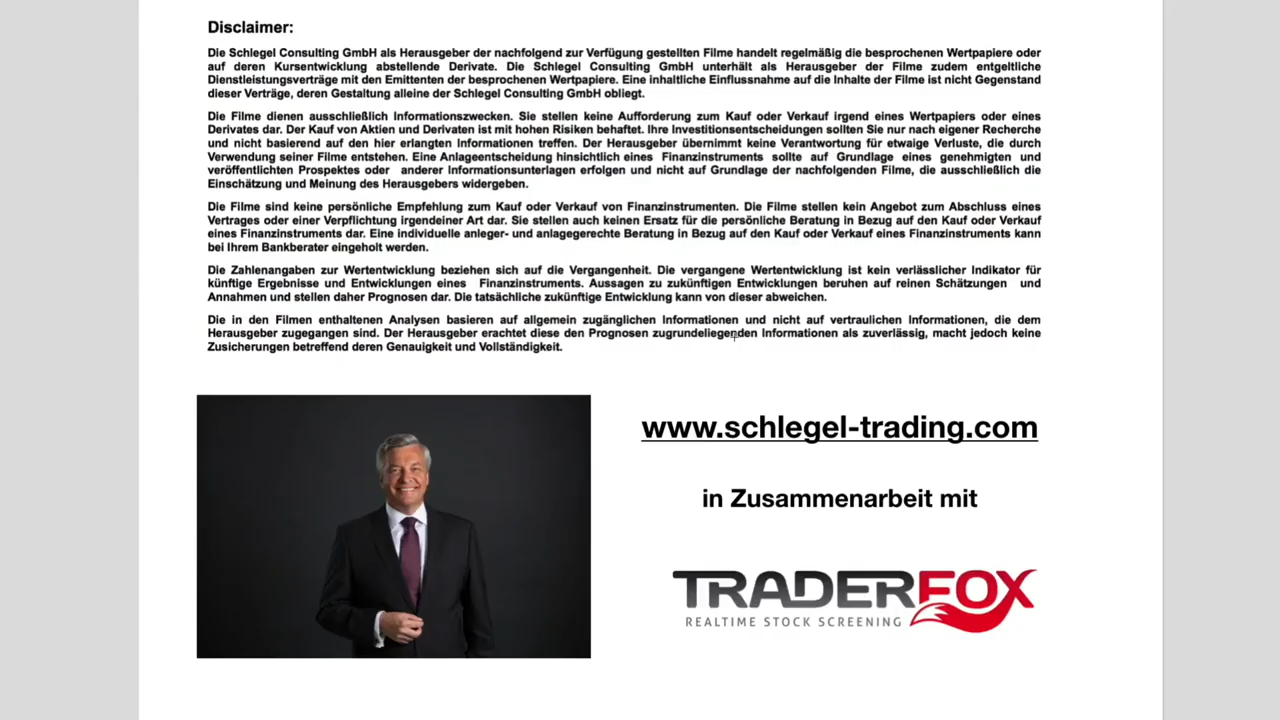 Disclaimer:
Die Schlegel Consulting GmbH als Herausgeber der nachfolgend zur Verfügung gestellten Filme handelt regelmäßig die besprochenen Wertpapiere oder
auf deren Kursentwicklung abstellende Derivate. Die Schlegel Consulting GmbH unterhält als Herausgeber der Filme zudem entgeltliche
Dienstleistungsverträge mit den Emittenten der besprochenen Wertpapiere. Eine inhaltliche Einflussnahme auf die Inhalte der Filme ist nicht Gegenstand
dieser Verträge, deren Gestaltung alleine der Schlegel Consulting GmbH obliegt.
Die Filme dienen ausschließlich Informationszwecken. Sie stellen keine Aufforderung zum Kauf oder Verkauf irgend eines Wertpapiers oder eines
Derivates dar. Der Kauf von Aktien und Derivaten ist mit hohen Risiken behaftet. Ihre Investitionsentscheidungen sollten Sie nur nach eigener Recherche
und nicht basierend auf den hier erlangten Informationen treffen. Der Herausgeber übernimmt keine Verantwortung für etwaige Verluste, die durch
Verwendung seiner Filme entstehen. Eine Anlageentscheidung hinsichtlich eines Finanzinstruments sollte auf Grundlage eines genehmigten und
veröffentlichten Prospektes oder anderer Informationsunterlagen erfolgen und nicht auf Grundlage der nachfolgenden Filme, die ausschließlich die
Einschätzung und Meinung des Herausgebers widergeben.
Die Filme sind keine persönliche Empfehlung zum Kauf oder Verkauf von Finanzinstrumenten. Die Filme stellen kein Angebot zum Abschluss eines
Vertrages oder einer Verpflichtung irgendeiner Art dar. Sie stellen auch keinen Ersatz für die persönliche Beratung in Bezug auf den Kauf oder Verkauf
eines Finanzinstruments dar. Eine individuelle anleger- und anlagegerechte Beratung in Bezug auf den Kauf oder Verkauf eines Finanzinstruments kann
bei Ihrem Bankberater eingeholt werden.
Die Zahlenangaben zur Wertentwicklung beziehen sich auf die Vergangenheit. Die vergangene Wertentwicklung ist kein verlässlicher Indikator für
künftige Ergebnisse und Entwicklungen eines Finanzinstruments. Aussagen zu zukünftigen Entwicklungen beruhen auf reinen Schätzungen und
Annahmen und stellen daher Prognosen dar. Die tatsächliche zukünftige Entwicklung kann von dieser abweichen.
Die in den Filmen enthaltenen Analysen basieren auf allgemein zugänglichen Informationen und nicht auf vertraulichen Informationen, die dem
Herausgeber zugegangen sind. Der Herausgeber erachtet diese den Prognosen zugrundeliegenden Informationen als zuverlässig, macht jedoch keine
Zusicherungen betreffend deren Genauigkeit und Vollständigkeit.
www.schlegel-trading.com
in Zusammenarbeit mit
TRADERFOX
REALTIME STOCK SCREENING